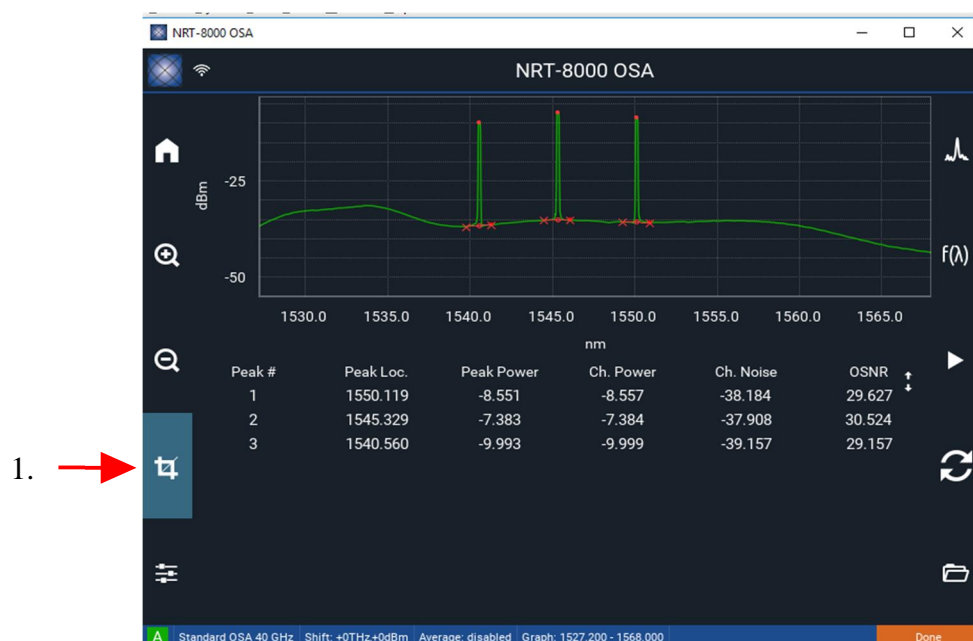 NRT-8000 OSA
NRT-8000 OSA
dBm
-25
-50
f(λ)
1530.0 1535.0 1540.0 1545.0 1550.0 1555.0 1560.0 1565.0
nm
Peak # Peak Loc. Peak Power Ch. Power Ch. Noise OSNR
1 1550.119 -8.551 -8.557 -38.184 29.627
2 1545.329 -7.383 -7.384 -37.908 30.524
3 1540.560 -9.993 -9.999 -39.157 29.157
1.
A Standard OSA 40 GHz Shift: +0THz,+0dBm Average: disabled Graph: 1527.200 - 1568.000 Done